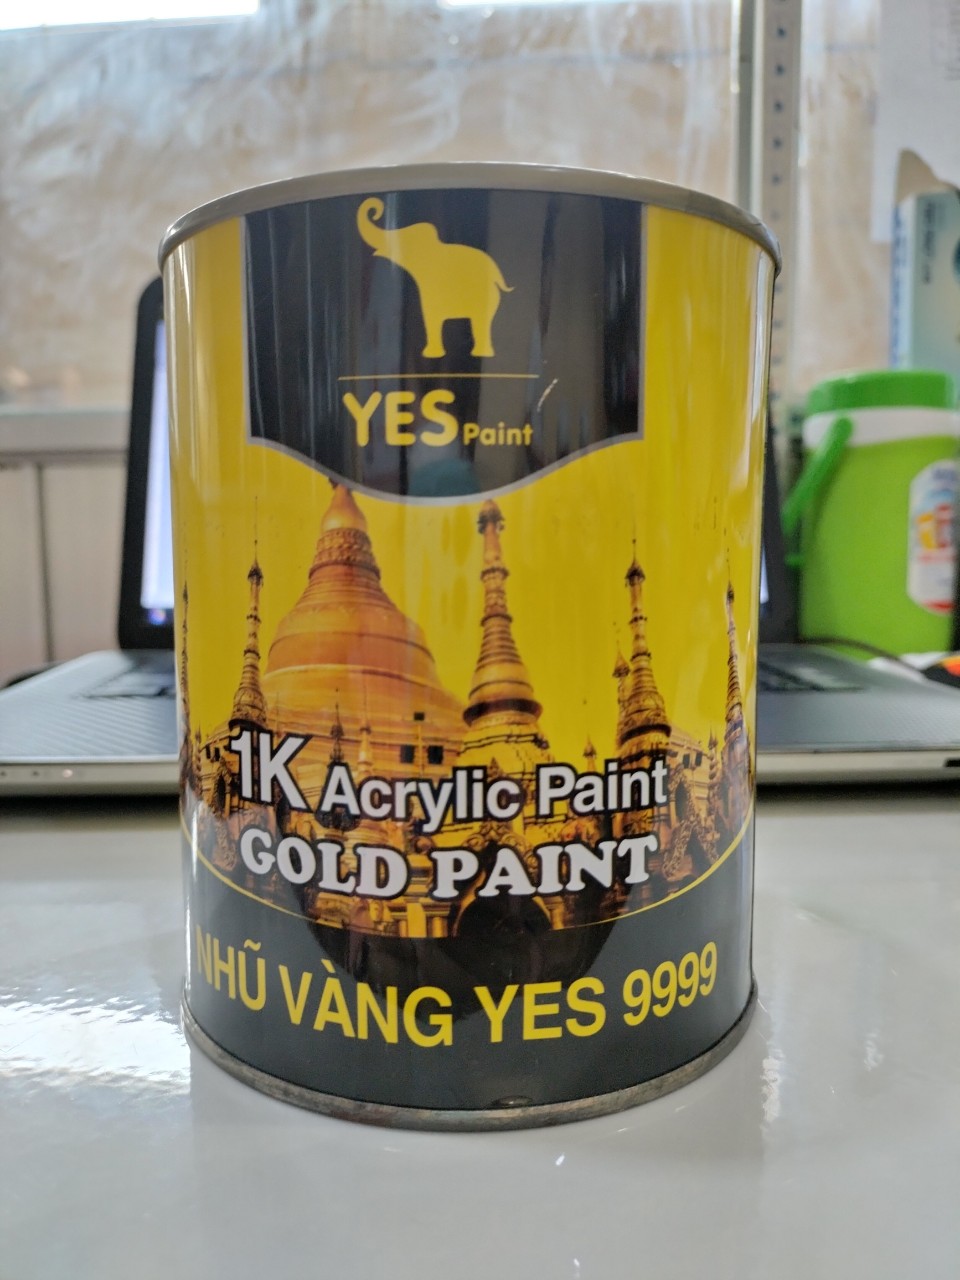 YES Paint
1K Acrylic Paint
GOLD PAINT
NHŨ VÀNG YES 9999